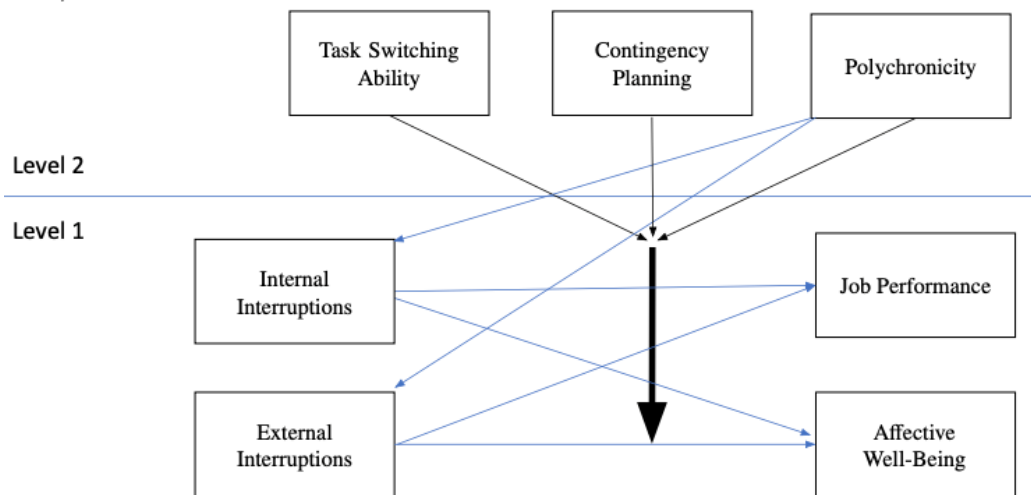 Task Switching
Ability
Contingency
Planning
Polychronicity
Level 2
Level 1
Internal
Interruptions
Job Performance
External
Interruptions
Affective
Well-Being